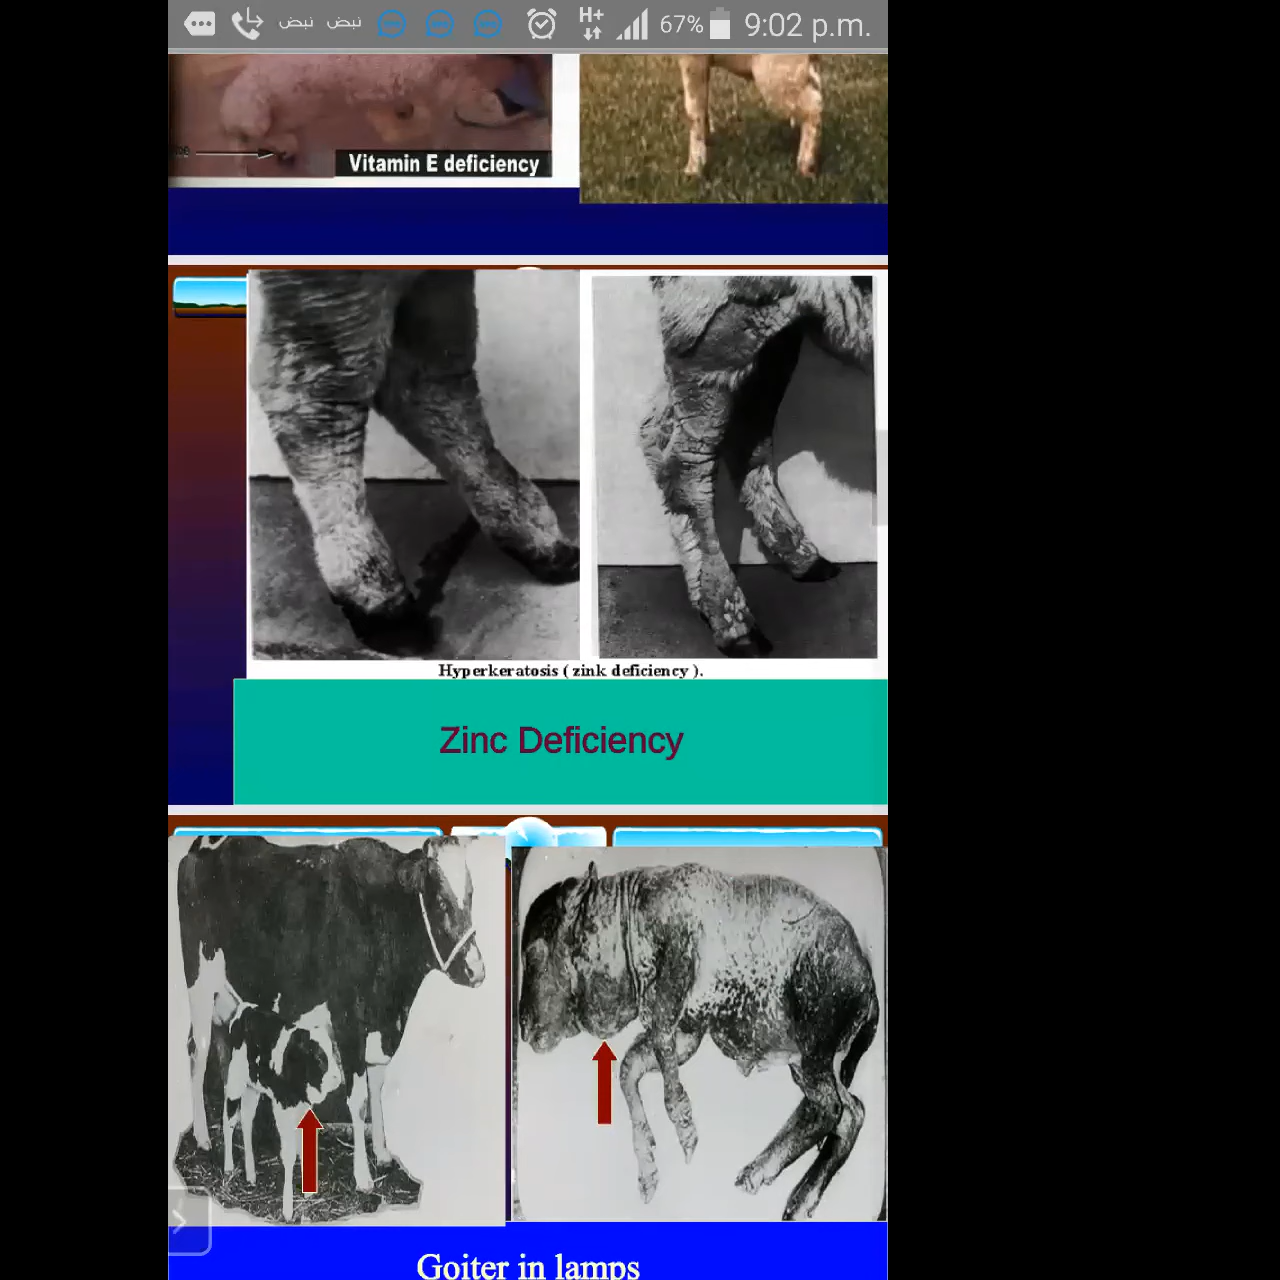 نبض نبض H+ 67% 9:02 p.m.
Vitamin E deficiency
Hyperkeratosis ( zink deficiency ).
Zinc Deficiency
Goiter in lamps